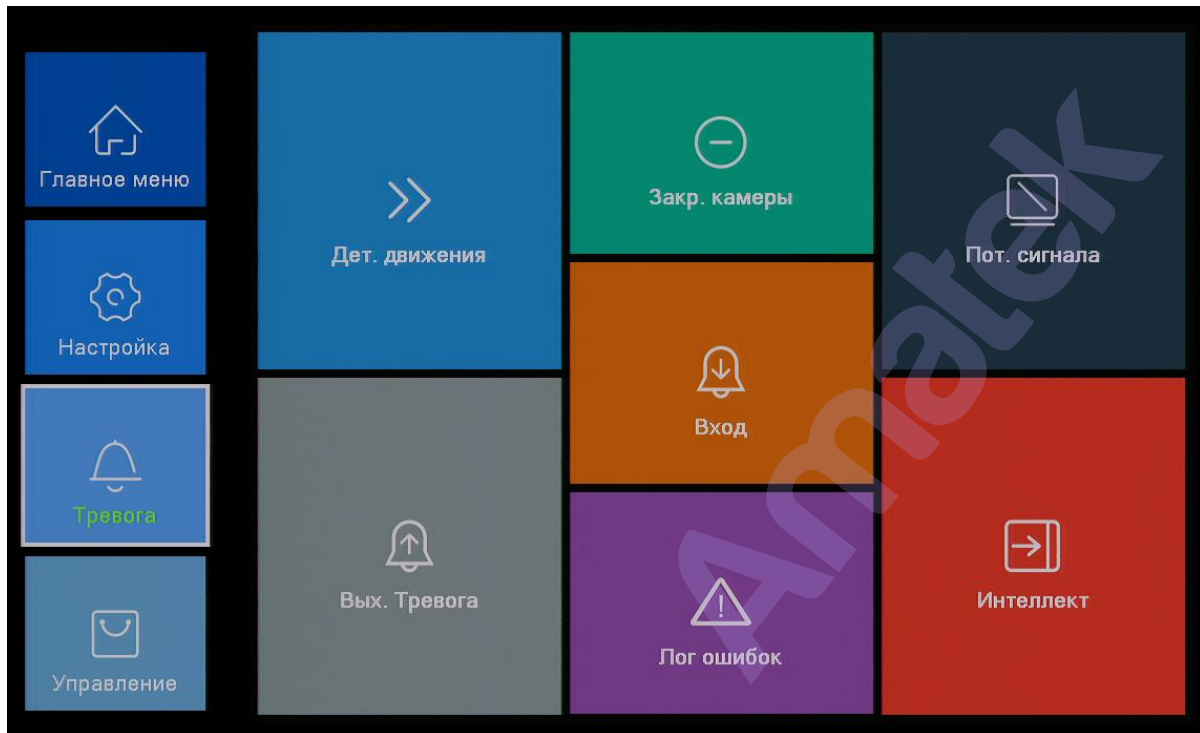 Главное меню
Настройка
Тревога
Управление
Дет. движения
Закр. камеры
Пот. сигнала
Вход
Вых. Тревога
Лог ошибок
Интеллект
Amatek